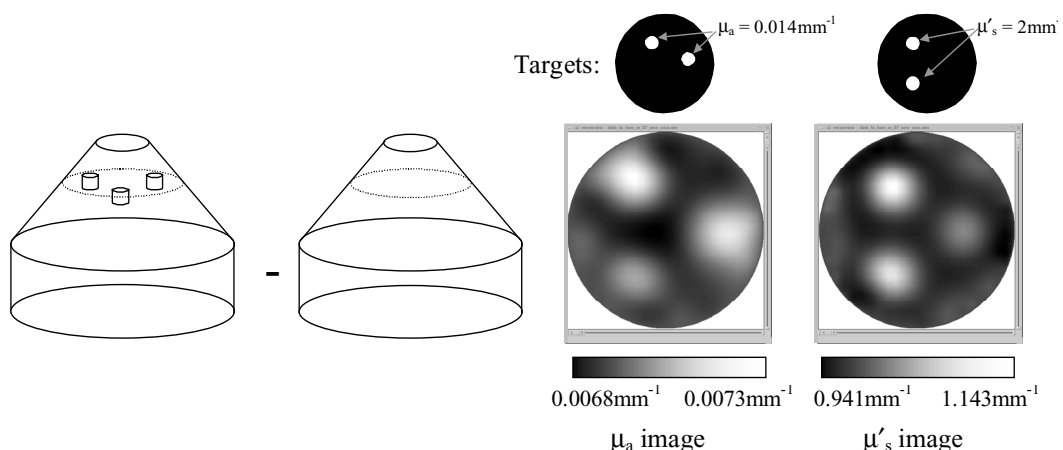 Targets:
μa = 0.014mm-1
μ′s = 2mm-1
-
0.0068mm-1 0.0073mm-1
0.941mm-1 1.143mm-1
μa image
μ′s image